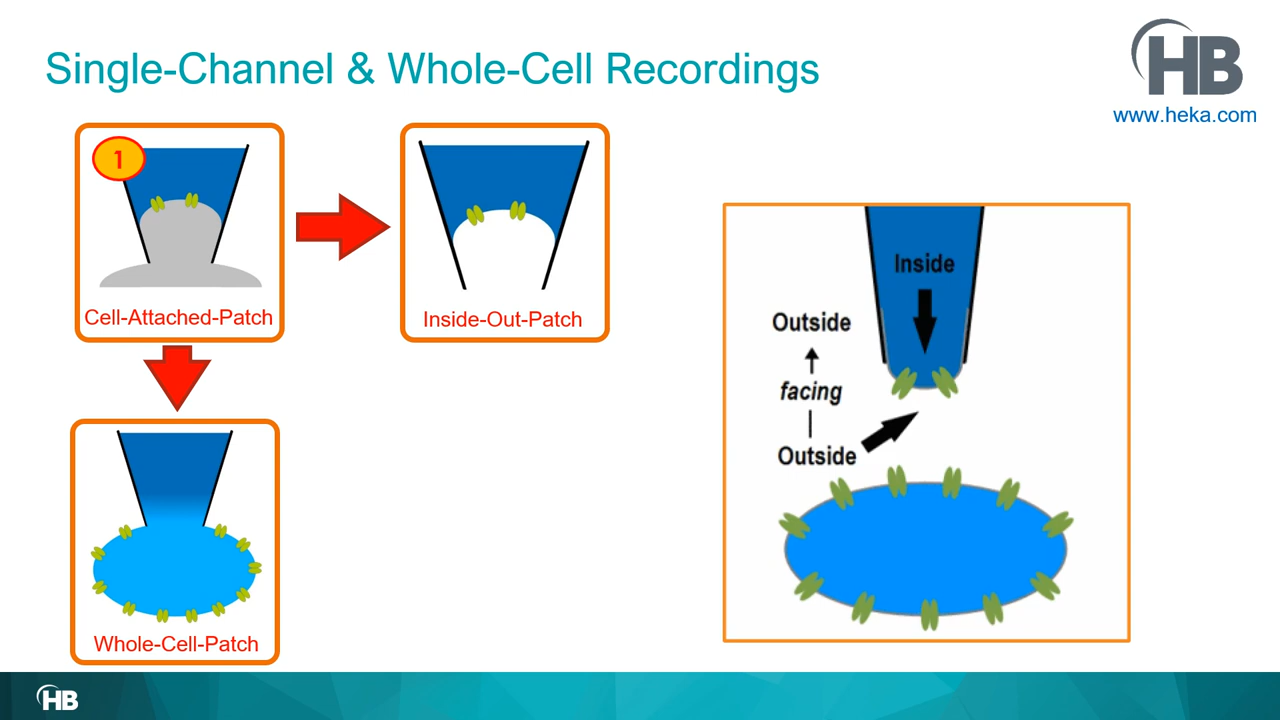 Single-Channel & Whole-Cell Recordings
HB
www.heka.com
1
Cell-Attached-Patch
Inside-Out-Patch
Whole-Cell-Patch
Inside
Outside
facing
Outside
HB